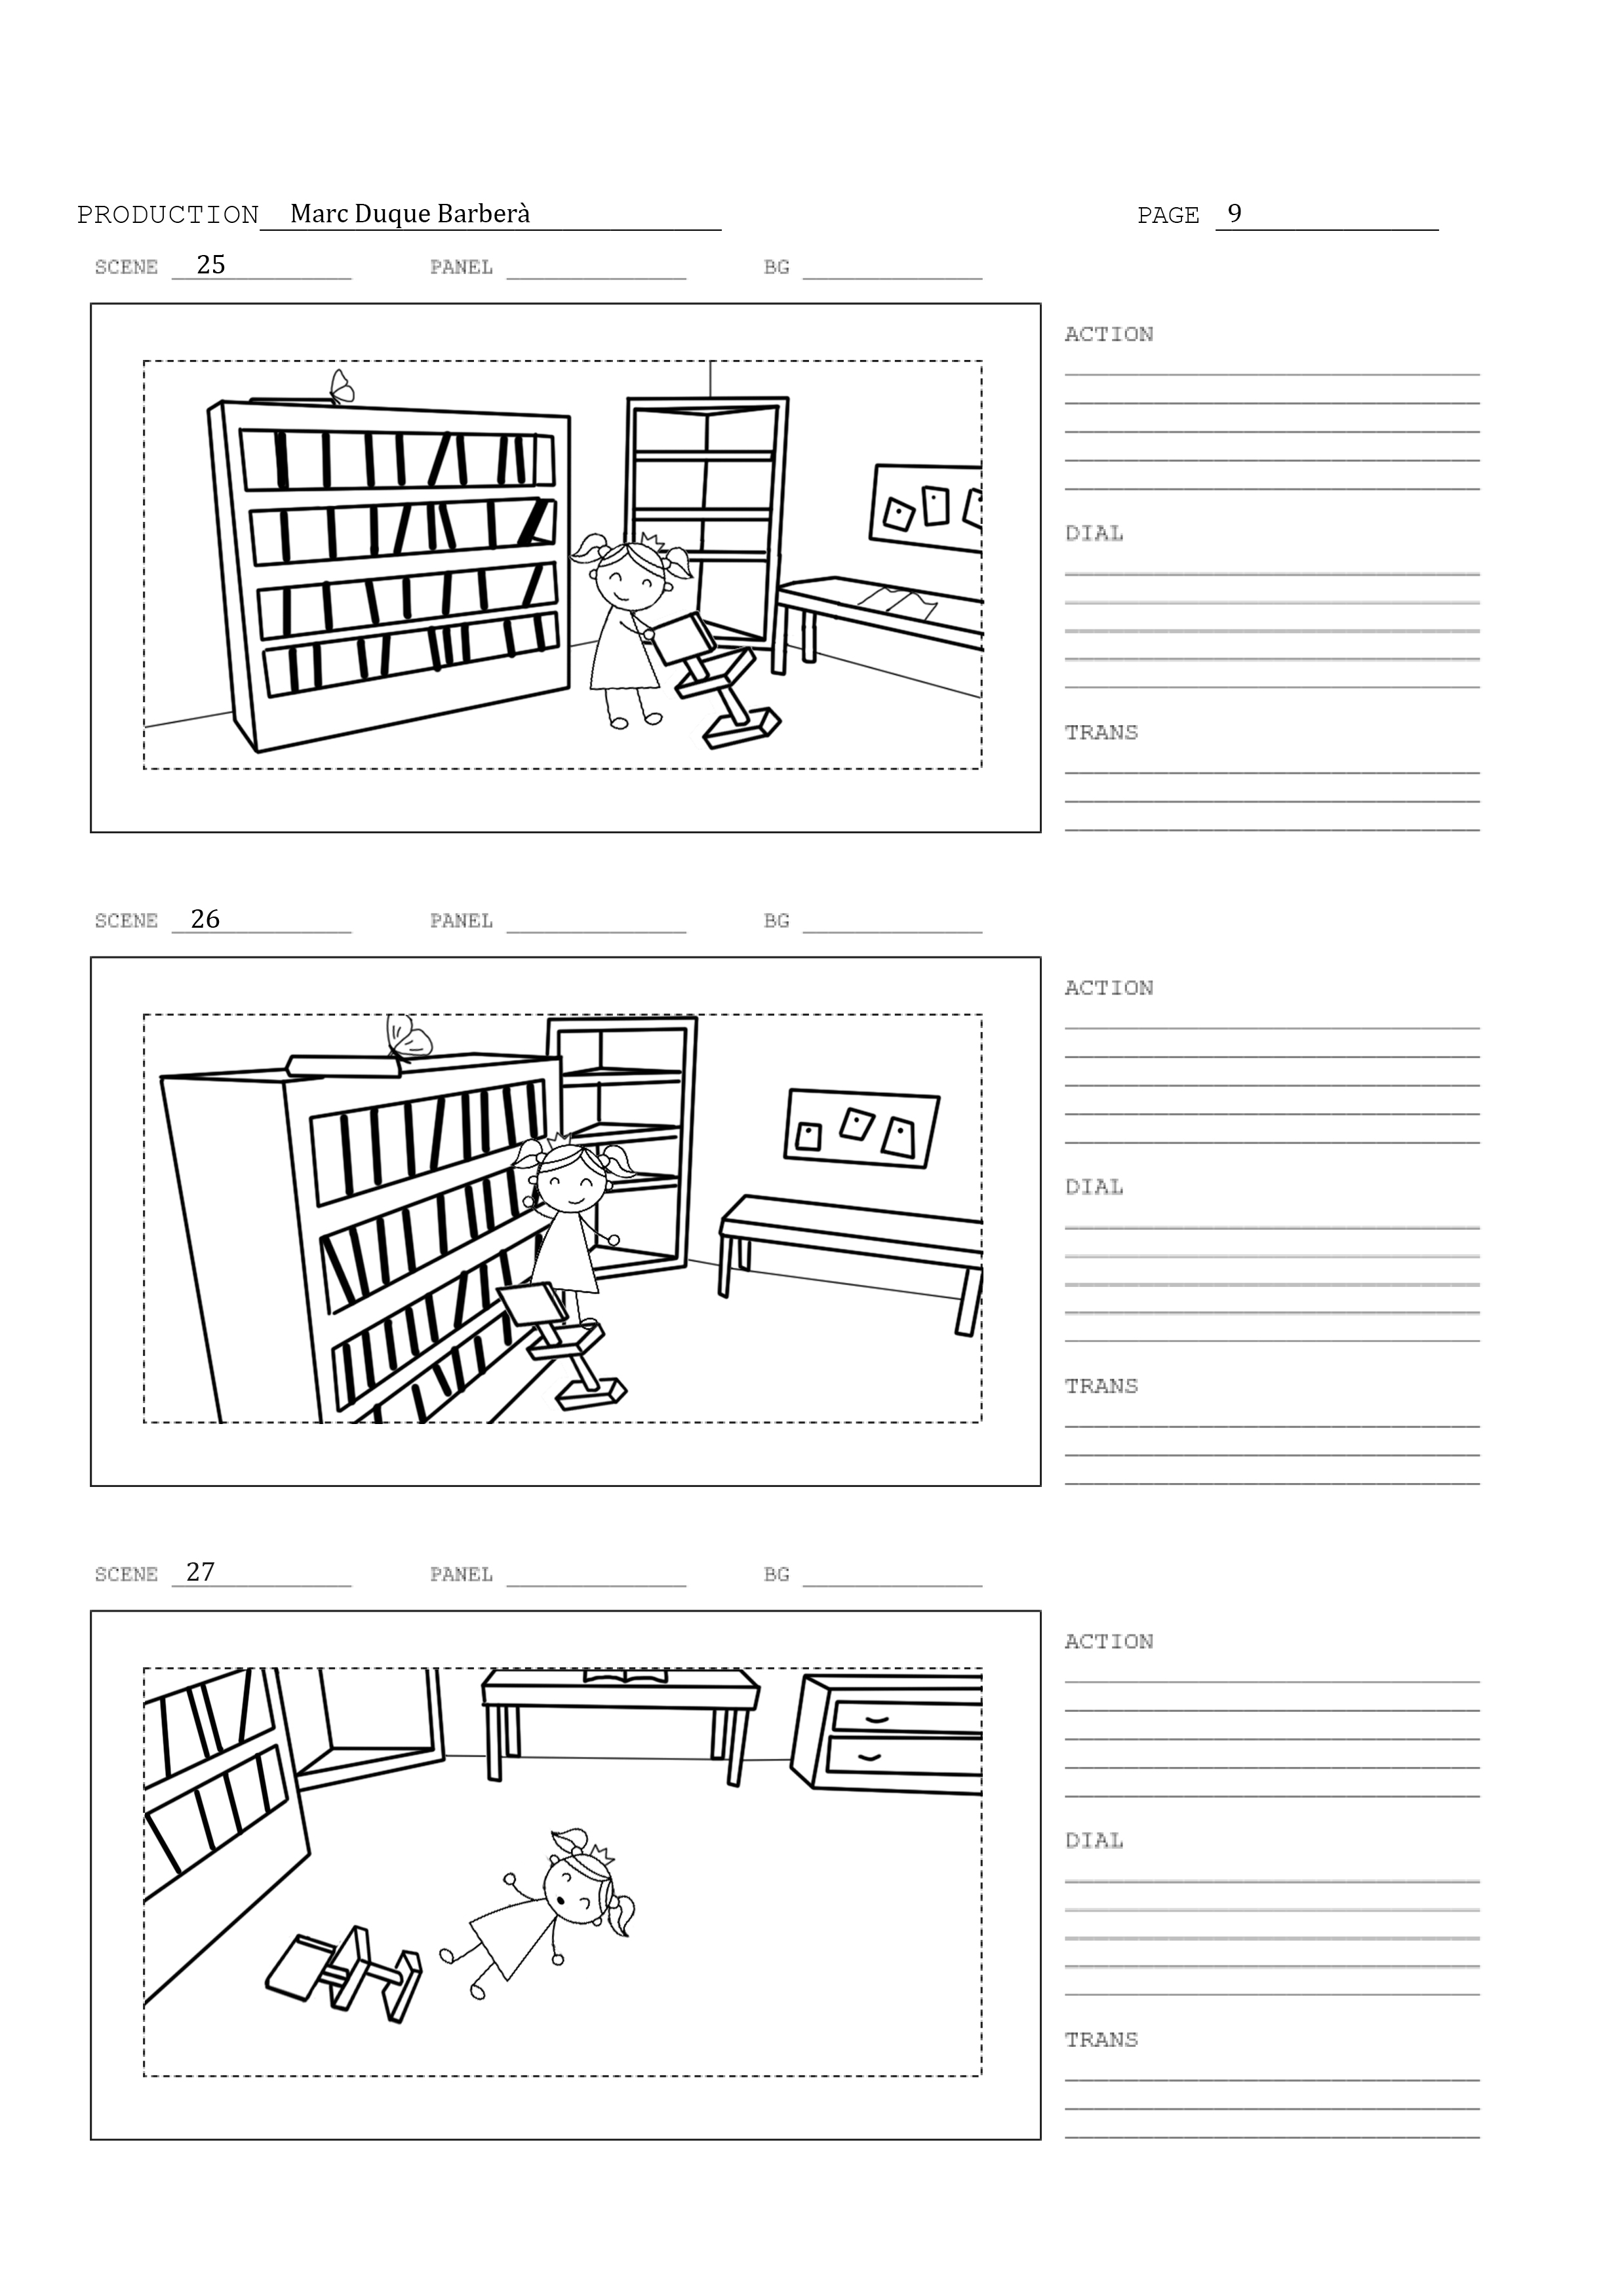 PRODUCTION Marc Duque Barberà PAGE 9
SCENE 25 PANEL BG
ACTION
DIAL
TRANS
SCENE 26 PANEL BG
ACTION
DIAL
TRANS
SCENE 27 PANEL BG
ACTION
DIAL
TRANS